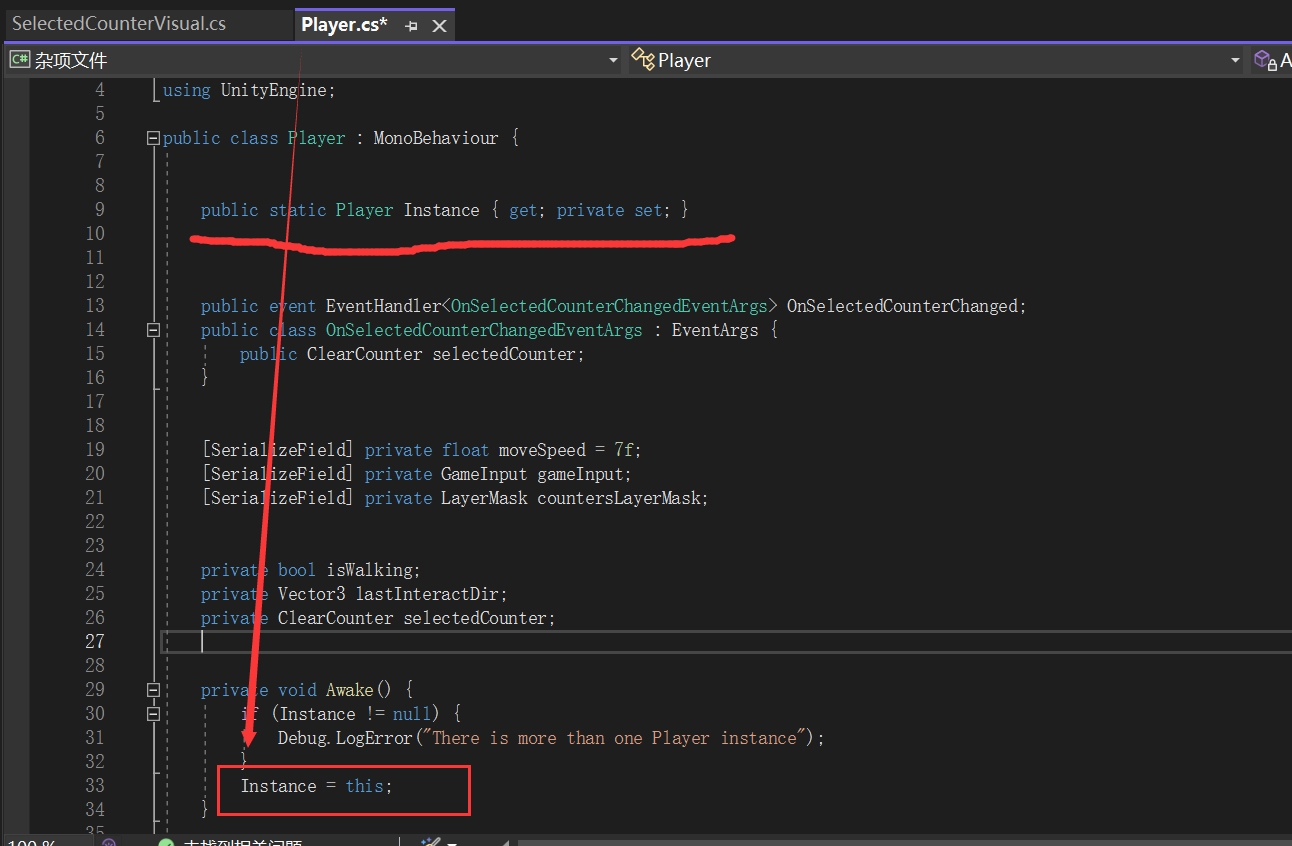 SelectedCounterVisual.cs
Player.cs*
C# 杂项文件
Player
A
4 using UnityEngine;
5
6 public class Player : MonoBehaviour {
7
8
9 public static Player Instance { get; private set; }
10
11
12
13 public event EventHandler<OnSelectedCounterChangedEventArgs> OnSelectedCounterChanged;
14 public class OnSelectedCounterChangedEventArgs : EventArgs {
15 public ClearCounter selectedCounter;
16 }
17
18
19 [SerializeField] private float moveSpeed = 7f;
20 [SerializeField] private GameInput gameInput;
21 [SerializeField] private LayerMask countersLayerMask;
22
23
24 private bool isWalking;
25 private Vector3 lastInteractDir;
26 private ClearCounter selectedCounter;
27
28
29 private void Awake() {
30 if (Instance != null) {
31 Debug.LogError("There is more than one Player instance");
32 }
33 Instance = this;
34 }
35
100 % 未找到相关问题